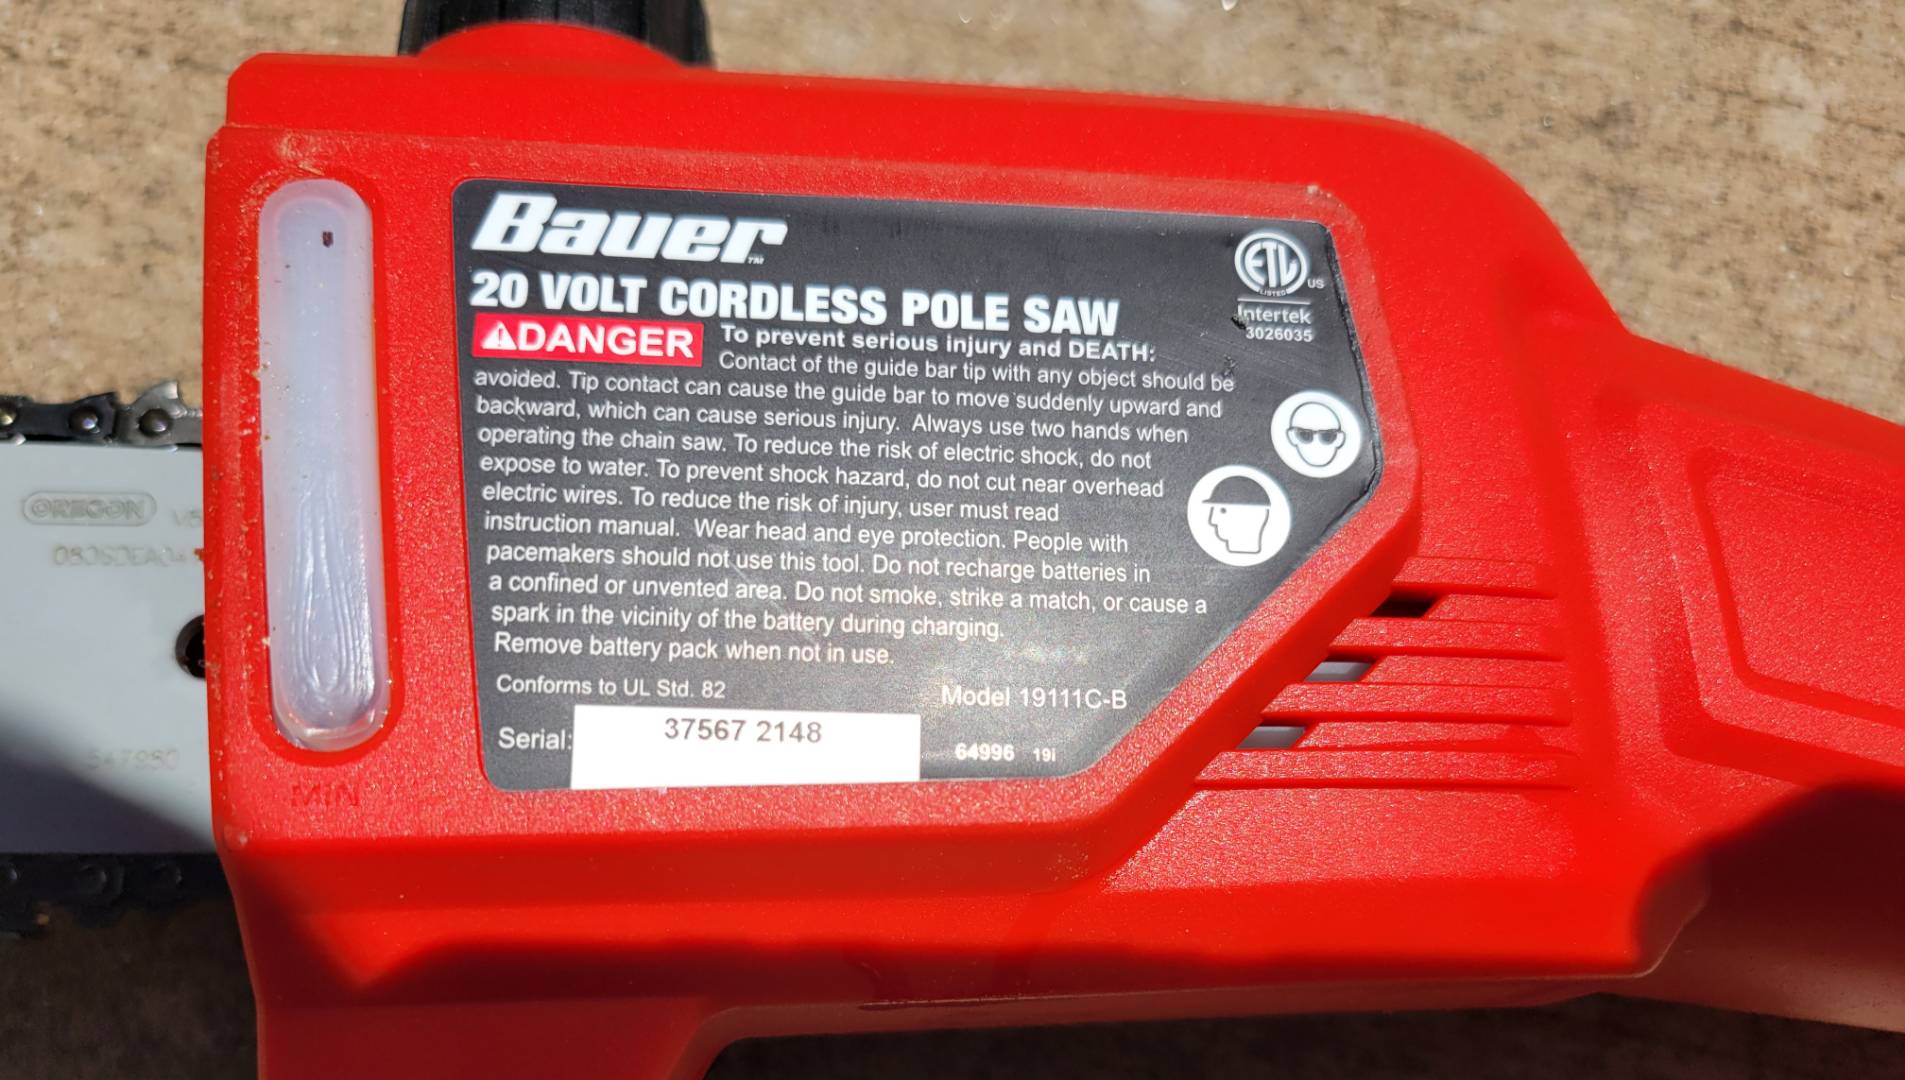 Bauer™
20 VOLT CORDLESS POLE SAW
ETL
LISTED
US
Intertek
3026035
DANGER
To prevent serious injury and DEATH:
Contact of the guide bar tip with any object should be
avoided. Tip contact can cause the guide bar to move suddenly upward and
backward, which can cause serious injury. Always use two hands when
operating the chain saw. To reduce the risk of electric shock, do not
expose to water. To prevent shock hazard, do not cut near overhead
electric wires. To reduce the risk of injury, user must read
instruction manual. Wear head and eye protection. People with
pacemakers should not use this tool. Do not recharge batteries in
a confined or unvented area. Do not smoke, strike a match, or cause a
spark in the vicinity of the battery during charging.
Remove battery pack when not in use.
Conforms to UL Std. 82
Model 19111C-B
Serial: 37567 2148
64996 19i
MIN
OREGON
547980